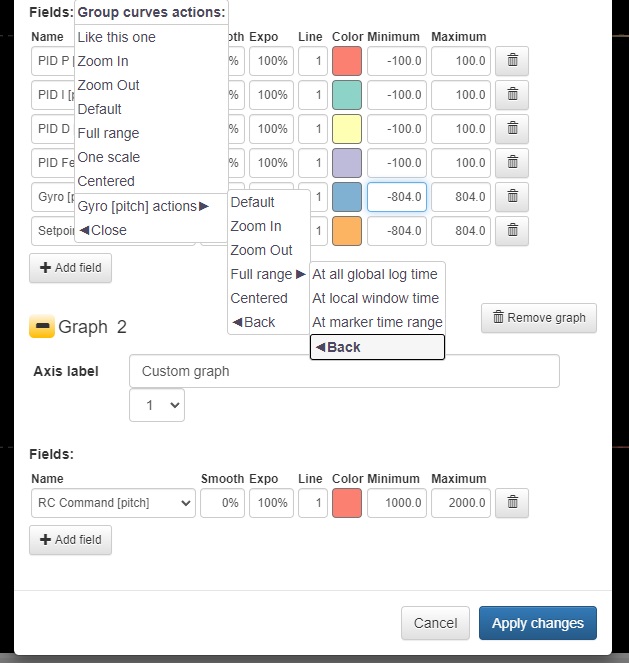 Fields: Group curves actions:
Name Smooth Expo Line Color Minimum Maximum
Like this one
PID P % 100% 1 -100.0 100.0
Zoom In
Zoom Out
PID I [p % 100% 1 -100.0 100.0
Default
PID D % 100% 1 -100.0 100.0
Full range
One scale
PID Fe % 100% 1 -100.0 100.0
Centered
Gyro [p 1 -804.0 804.0
Gyro [pitch] actions▶
Default
Setpoi 1 -804.0 804.0
◀Close
Zoom In
Zoom Out
+ Add field
Full range ▶ At all global log time
Centered At local window time
◀Back At marker time range
◀Back
Graph 2
Remove graph
Axis label Custom graph
1
Fields:
Name Smooth Expo Line Color Minimum Maximum
RC Command [pitch] 0% 100% 1 1000.0 2000.0
+ Add field
Cancel Apply changes